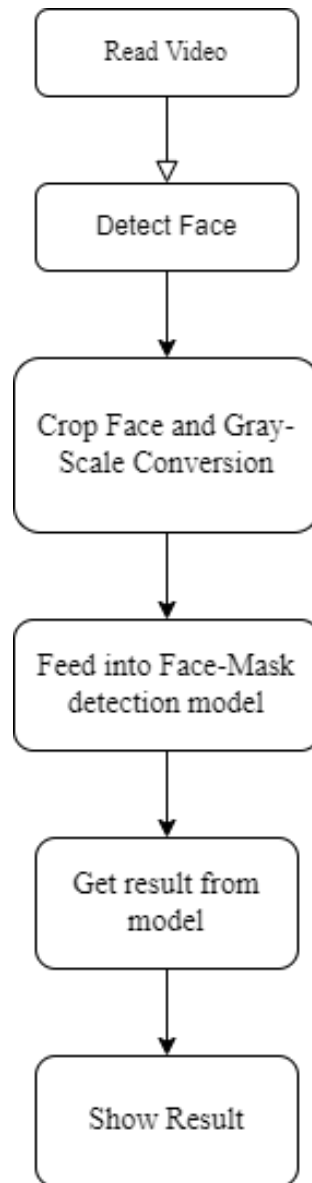 Read Video
Detect Face
Crop Face and Gray-
Scale Conversion
Feed into Face-Mask
detection model
Get result from
model
Show Result